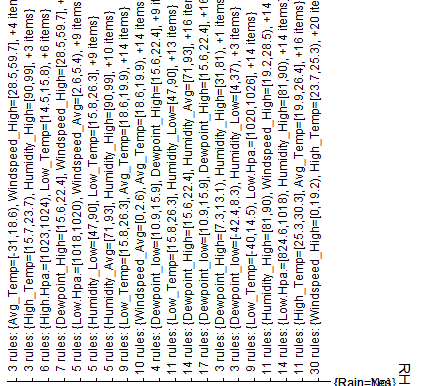 3 rules: {Avg_Temp=[-31,18.6), Windspeed_High=[28.5,59.7], +4 item
3 rules: {High_Temp=[15.7,23.7), Humidity_High=[90,99], +3 items}
6 rules: {High.Hpa.=[1023,1024), Low_Temp=[14.5,15.8), +6 items}
7 rules: {Dewpoint_High=[15.6,22.4], Windspeed_High=[28.5,59.7], +
5 rules: {Low.Hpa.=[1018,1020), Windspeed_Avg=[2.6,5.4), +9 items
5 rules: {Humidity_Low=[47,90], Low_Temp=[15.8,26.3], +9 items}
5 rules: {Humidity_Avg=[71,93], Humidity_High=[90,99], +10 items}
9 rules: {Low_Temp=[15.8,26.3], Avg_Temp=[18.6,19.9), +14 items}
10 rules: {Windspeed_Avg=[0,2.6), Avg_Temp=[18.6,19.9), +14 items
4 rules: {Dewpoint_low=[10.9,15.9], Dewpoint_High=[15.6,22.4], +9 it
11 rules: {Low_Temp=[15.8,26.3], Humidity_Low=[47,90], +13 items}
14 rules: {Dewpoint_High=[15.6,22.4], Humidity_Avg=[71,93], +16 item
17 rules: {Dewpoint_low=[10.9,15.9], Dewpoint_High=[15.6,22.4], +16
3 rules: {Dewpoint_High=[7.3,13.1), Humidity_High=[31,81), +1 items
3 rules: {Dewpoint_low=[-42.4,8.3), Humidity_Low=[4,37), +3 items}
9 rules: {Low_Temp=[-40,14.5), Low.Hpa.=[1020,1026], +14 items}
11 rules: {Humidity_High=[81,90), Windspeed_High=[19.2,28.5), +14
14 rules: {Low.Hpa.=[824.6,1018), Humidity_High=[81,90), +14 items
11 rules: {High_Temp=[25.3,30.3], Avg_Temp=[19.9,26.4], +16 items}
30 rules: {Windspeed_High=[0,19.2), High_Temp=[23.7,25.3), +20 ite
RH